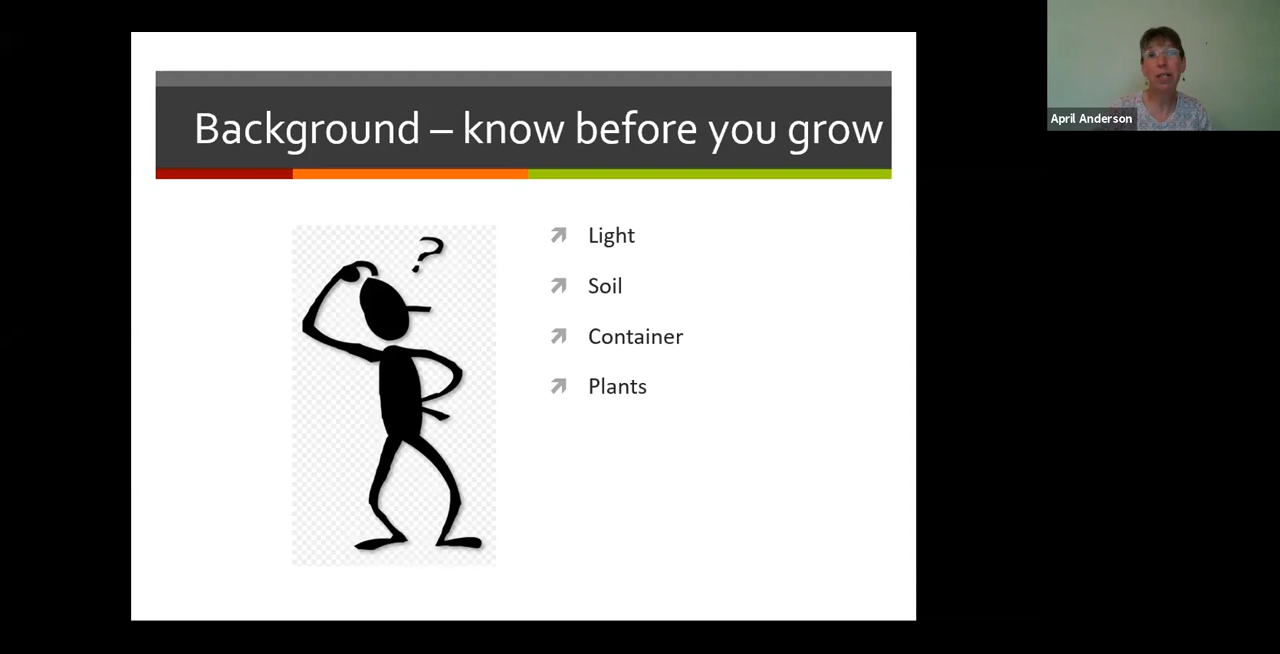 Background – know before you grow
?
Light
Soil
Container
Plants
April Anderson